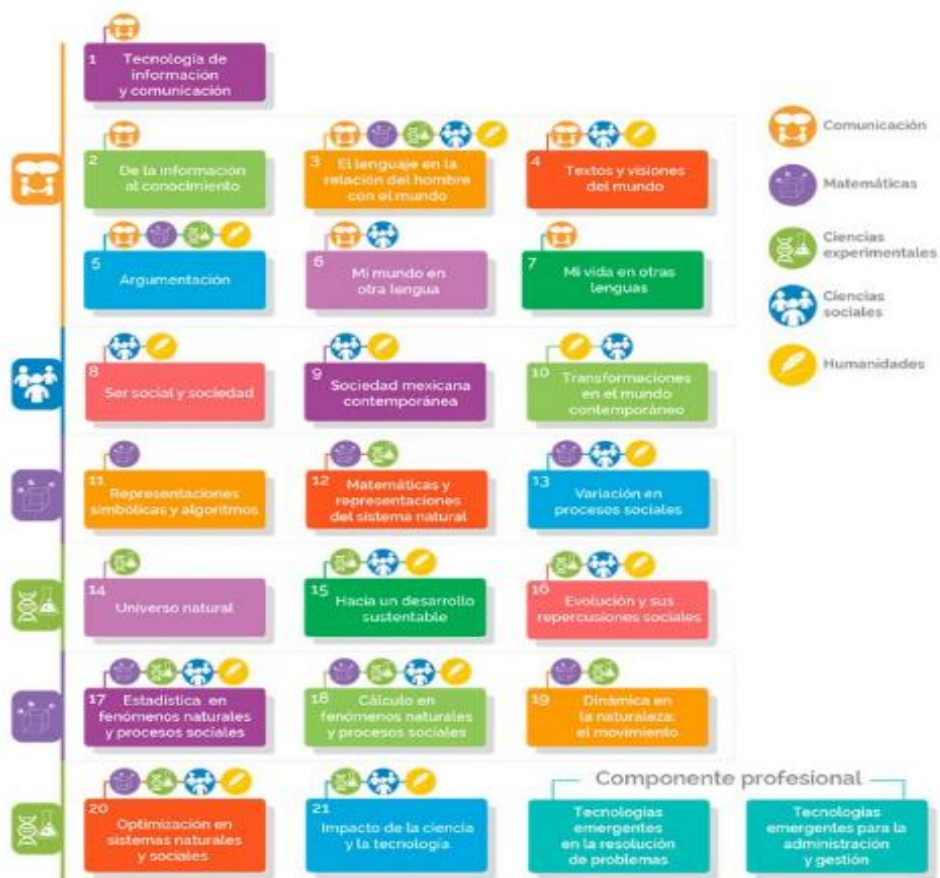 1 Tecnología de
información
y comunicación
2
De la información
al conocimiento
3 El lenguaje en la
relación del hombre
con el mundo
4
Textos y visiones
del mundo
5
Argumentación
6
Mi mundo en
otra lengua
7
Mi vida en otras
lenguas
8
Ser social y sociedad
9
Sociedad mexicana
contemporánea
10
Transformaciones
en el mundo
contemporáneo
11
Representaciones
simbólicas y algoritmos
12 Matemáticas y
representaciones
del sistema natural
13
Variación en
procesos sociales
14
Universo natural
15
Hacia un desarrollo
sustentable
16
Evolución y sus
repercusiones sociales
17 Estadística en
fenómenos naturales
y procesos sociales
18 Cálculo en
fenómenos naturales
y procesos sociales
19 Dinámica en
la naturaleza:
el movimiento
20
Optimización en
sistemas naturales
y sociales
21
Impacto de la ciencia
y la tecnología
Componente profesional
Tecnologías
emergentes
en la resolución
de problemas
Tecnologías
emergentes para la
administración
y gestión
Comunicación
Matemáticas
Ciencias
experimentales
Ciencias
sociales
Humanidades